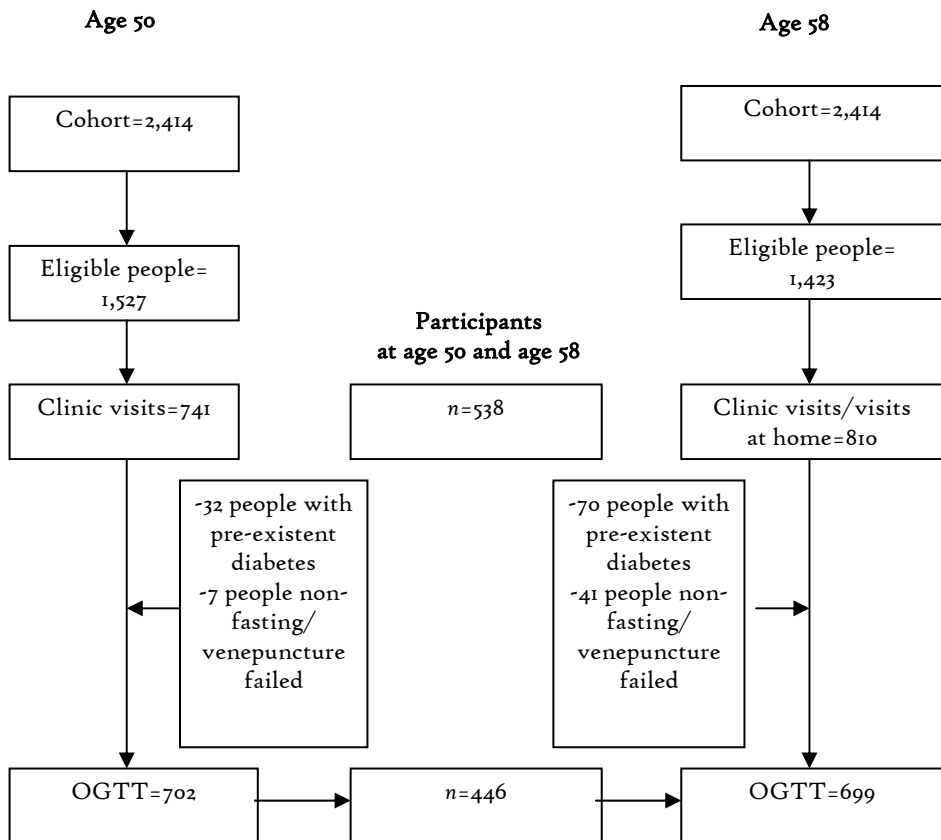 Age 50
Age 58
Cohort=2,414
Cohort=2,414
Eligible people=
1,527
Eligible people=
1,423
Participants
at age 50 and age 58
Clinic visits=741
n=538
Clinic visits/visits
at home=810
-32 people with
pre-existent
diabetes
-7 people non-
fasting/
venepuncture
failed
-70 people with
pre-existent
diabetes
-41 people non-
fasting/
venepuncture
failed
OGTT=702
n=446
OGTT=699